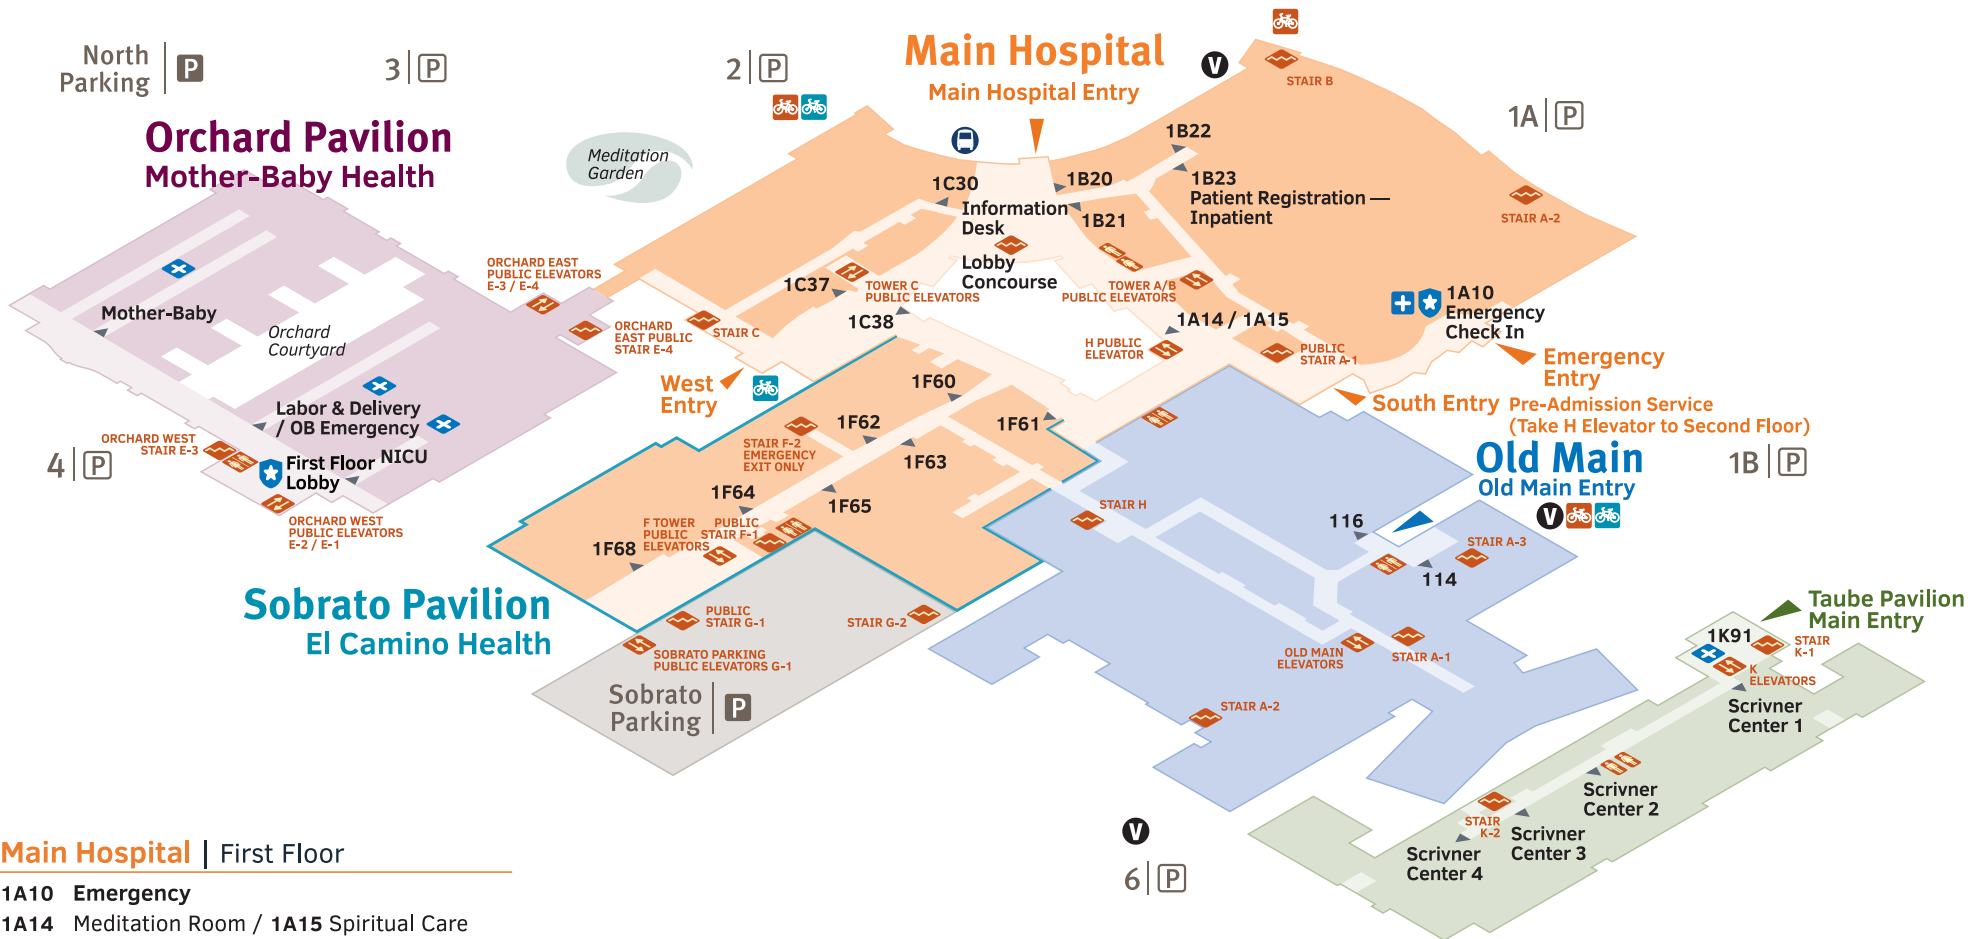 North
Parking
P
3 | P
2 | P
Main Hospital
Main Hospital Entry
V
STAIR B
1A | P
Orchard Pavilion
Mother-Baby Health
Meditation
Garden
1B22
1C30
1B20
1B23
Patient Registration —
Inpatient
Information
Desk
1B21
STAIR A-2
ORCHARD EAST
PUBLIC ELEVATORS
E-3 / E-4
Lobby
Concourse
1C37
TOWER C
PUBLIC ELEVATORS
TOWER A/B
PUBLIC ELEVATORS
1A10
Emergency
Check In
Mother-Baby
Orchard
Courtyard
ORCHARD
EAST PUBLIC
STAIR E-4
STAIR C
1C38
1A14 / 1A15
H PUBLIC
ELEVATOR
PUBLIC
STAIR A-1
Emergency
Entry
West
Entry
1F60
South Entry
Pre-Admission Service
(Take H Elevator to Second Floor)
Labor & Delivery
/ OB Emergency
1F62
1F61
ORCHARD WEST
STAIR E-3
STAIR F-2
EMERGENCY
EXIT ONLY
1F63
Old Main
Old Main Entry
1B | P
4 | P
First Floor
Lobby
NICU
1F64
1F65
STAIR H
V
ORCHARD WEST
PUBLIC ELEVATORS
E-2 / E-1
F TOWER
PUBLIC
ELEVATORS
PUBLIC
STAIR F-1
116
STAIR A-3
1F68
114
Sobrato Pavilion
El Camino Health
PUBLIC
STAIR G-1
STAIR G-2
Taube Pavilion
Main Entry
SOBRATO PARKING
PUBLIC ELEVATORS G-1
OLD MAIN
ELEVATORS
STAIR A-1
1K91
STAIR
K-1
K
ELEVATORS
Sobrato
Parking
P
STAIR A-2
Scrivner
Center 1
Scrivner
Center 2
STAIR
K-2
Scrivner
Center 3
Scrivner
Center 4
V
6 | P
Main Hospital | First Floor
1A10 Emergency
1A14 Meditation Room / 1A15 Spiritual Care